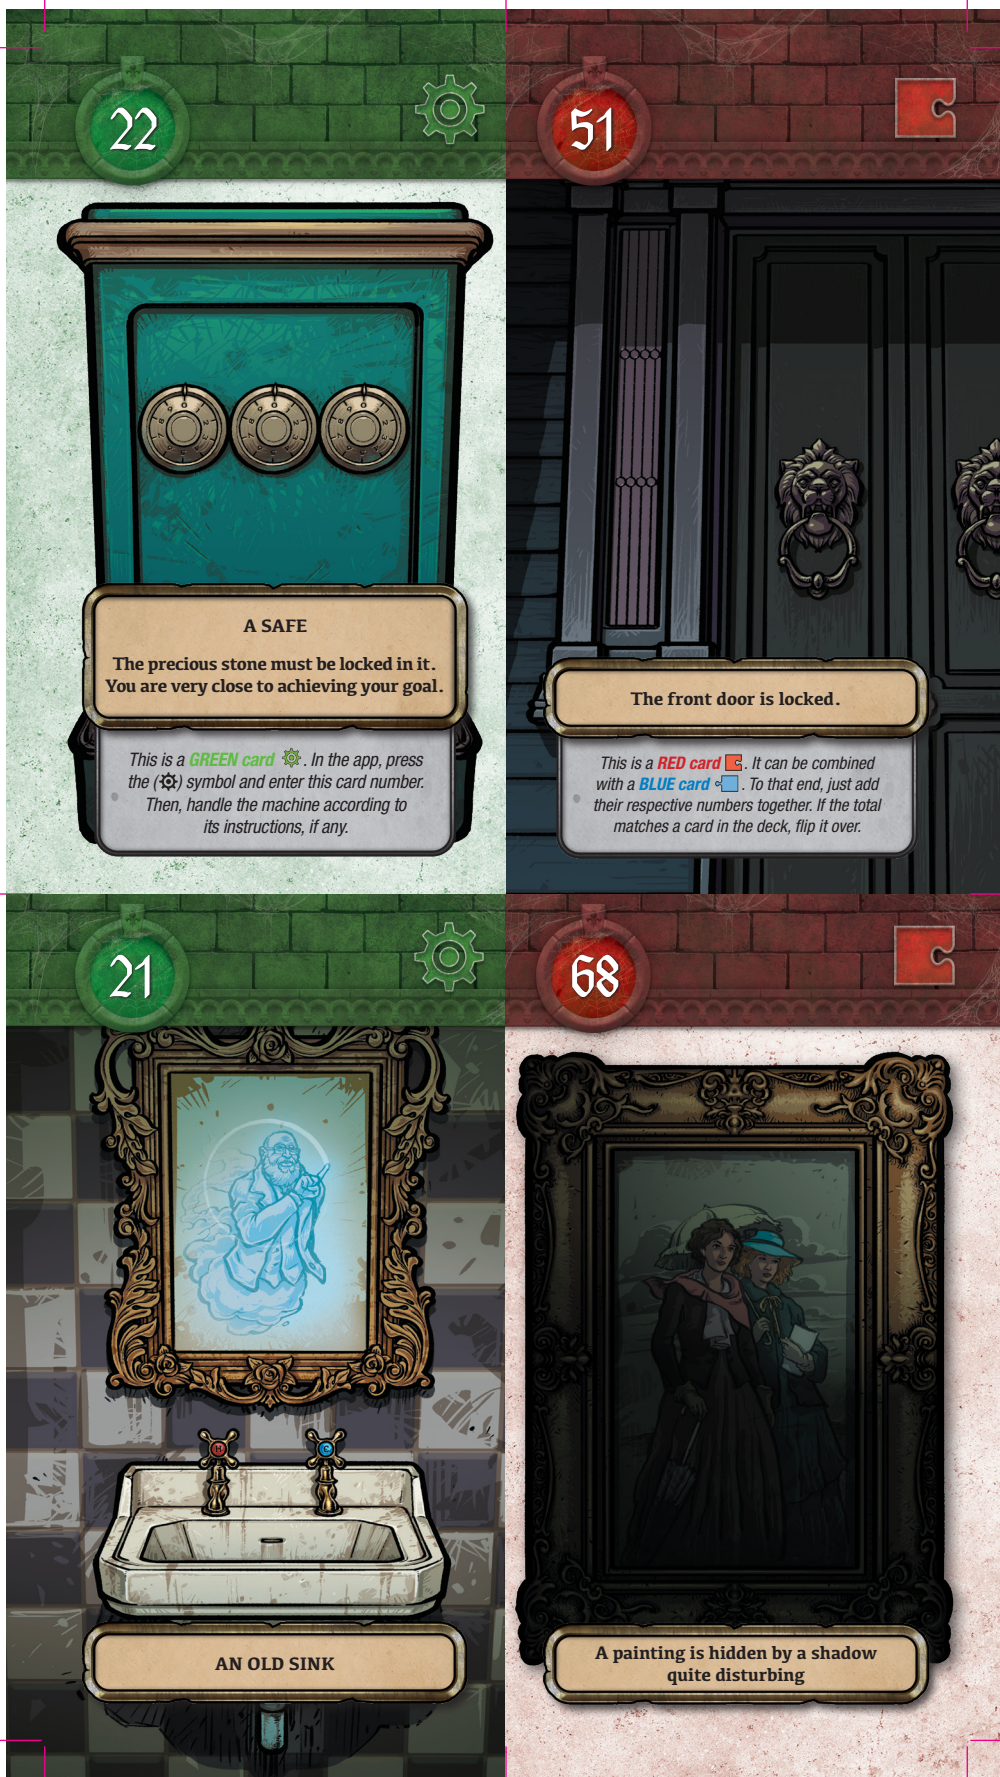 22
A SAFE
The precious stone must be locked in it.
You are very close to achieving your goal.
This is a GREEN card . In the app, press
the ( ) symbol and enter this card number.
Then, handle the machine according to
its instructions, if any.
51
The front door is locked.
This is a RED card . It can be combined
with a BLUE card . To that end, just add
their respective numbers together. If the total
matches a card in the deck, flip it over.
21
H
C
AN OLD SINK
68
A painting is hidden by a shadow
quite disturbing